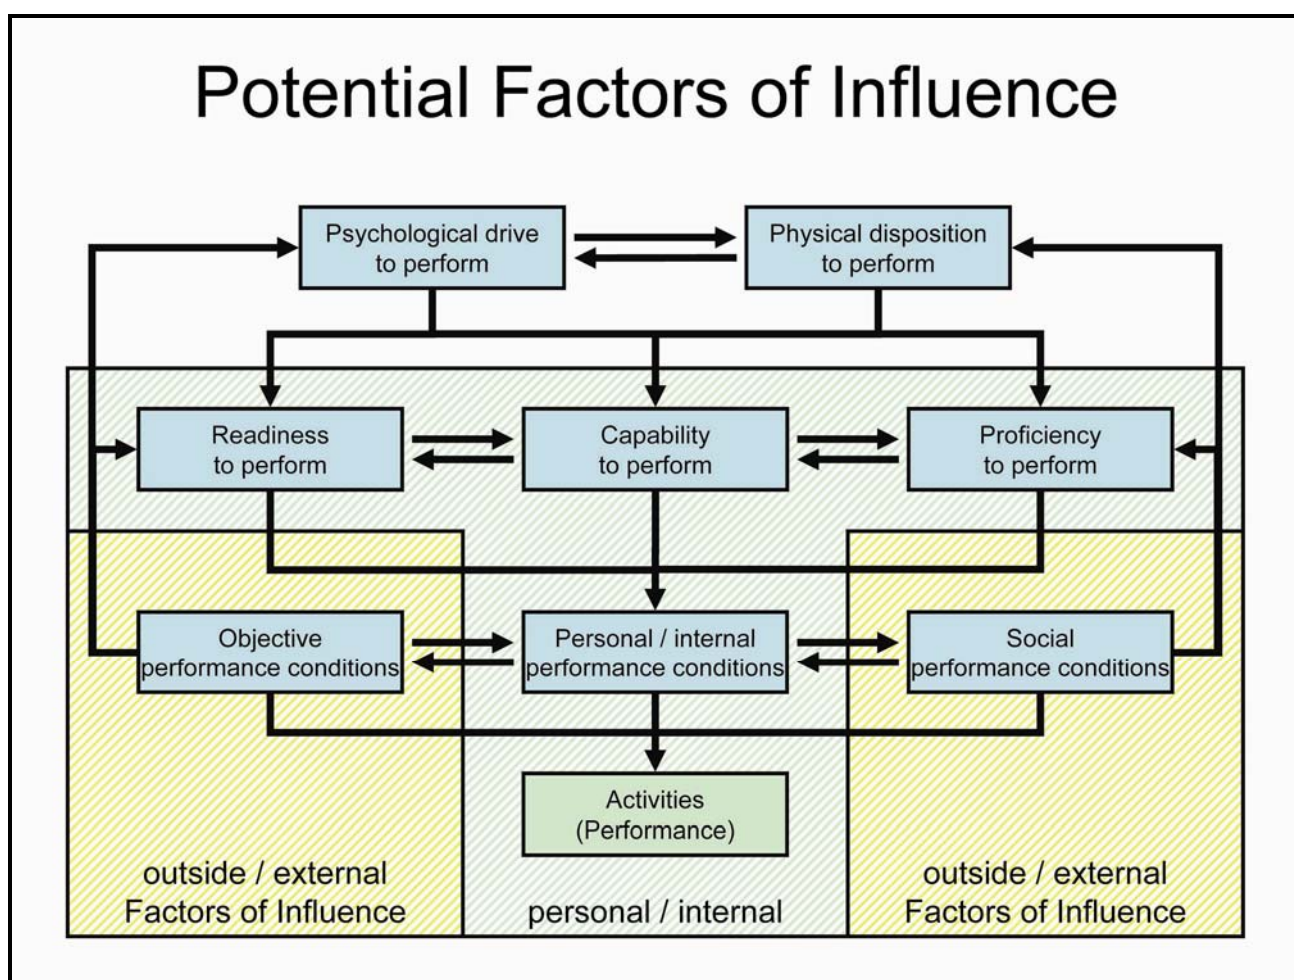 Potential Factors of Influence
Psychological drive
to perform
Physical disposition
to perform
Readiness
to perform
Capability
to perform
Proficiency
to perform
Objective
performance conditions
Personal / internal
performance conditions
Social
performance conditions
Activities
(Performance)
outside / external
Factors of Influence
personal / internal
outside / external
Factors of Influence